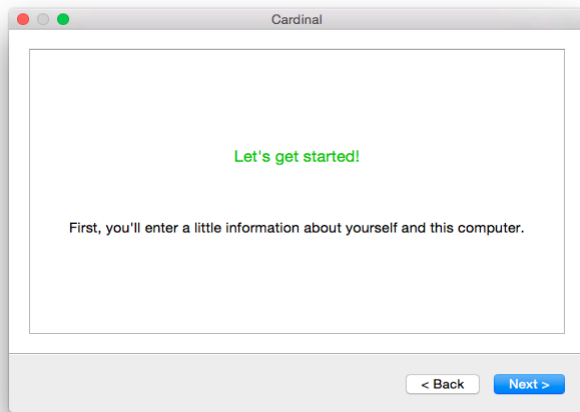 Cardinal
Let's get started!
First, you'll enter a little information about yourself and this computer.
< Back
Next >